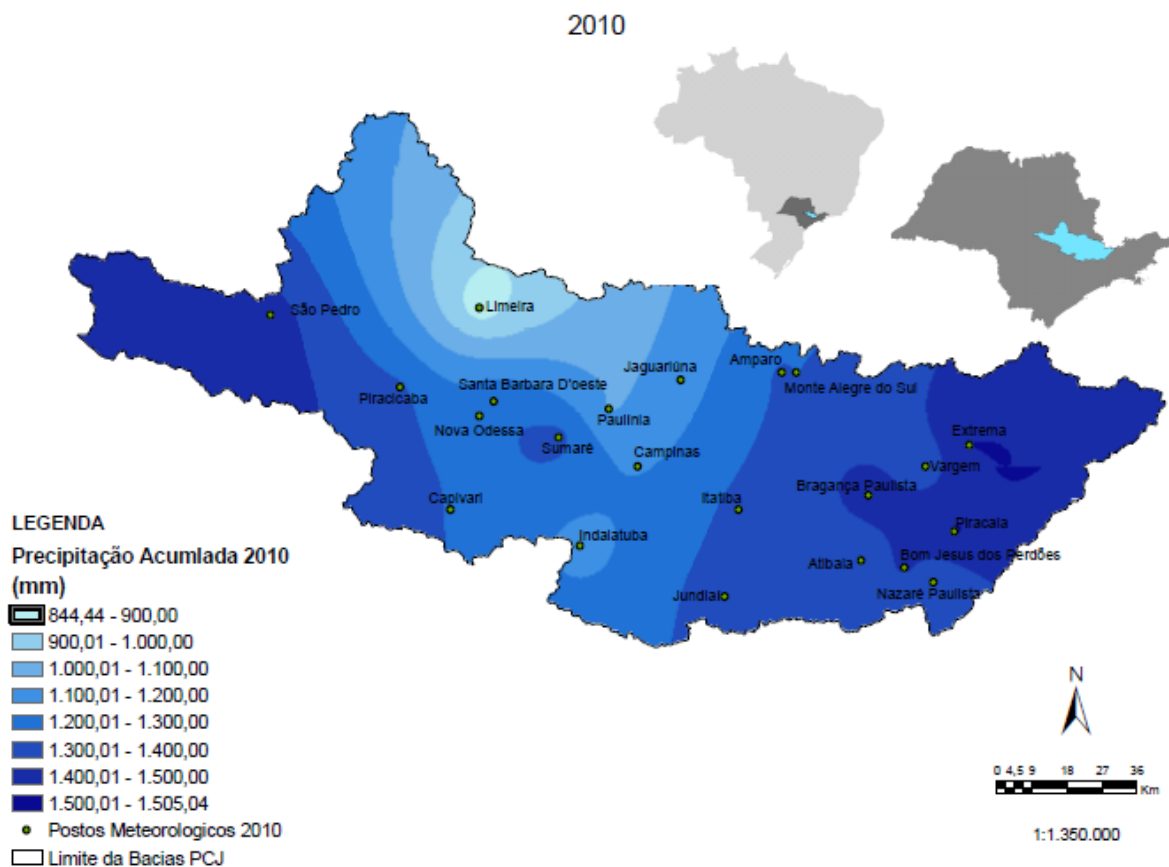 2010
São Pedro
Limeira
Piracicaba
Santa Barbara D'oeste
Jaguariúna
Amparo
Monte Alegre do Sul
Nova Odessa
Paulínia
Sumaré
Campinas
Extrema
Vargem
Bragança Paulista
Capivari
Itatiba
Piracaia
Indaiatuba
Atibaia
Bom Jesus dos Perdões
Jundiaí
Nazaré Paulista
LEGENDA
Precipitação Acumlada 2010
(mm)
844,44 - 900,00
900,01 - 1.000,00
1.000,01 - 1.100,00
1.100,01 - 1.200,00
1.200,01 - 1.300,00
1.300,01 - 1.400,00
1.400,01 - 1.500,00
1.500,01 - 1.505,04
Postos Meteorologicos 2010
Limite da Bacias PCJ
N
0 4,5 9 18 27 36
Km
1:1.350.000